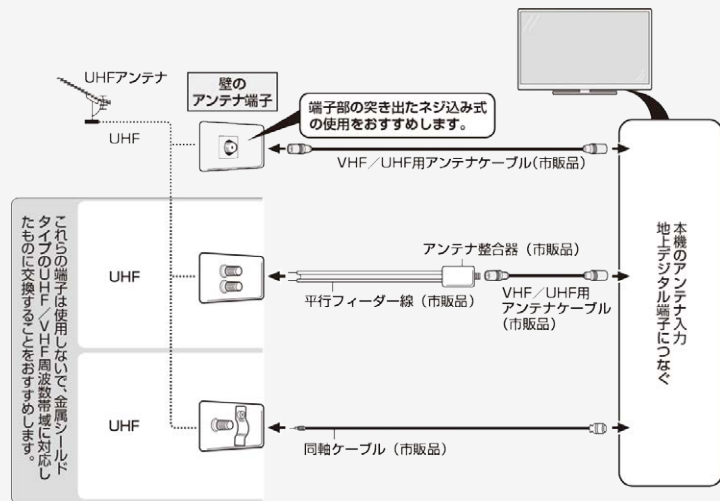 UHFアンテナ
壁の
アンテナ端子
端子部の突き出たネジ込み式
の使用をおすすめします。
UHF
VHF/UHF用アンテナケーブル(市販品)
これらの端子は使用しないで、金属シールド
タイプのUHF/VHF周波数帯域に対応し
たものに交換することをおすすめします。
UHF
アンテナ整合器(市販品)
平行フィーダー線(市販品)
VHF/UHF用
アンテナケーブル
(市販品)
UHF
同軸ケーブル(市販品)
本機のアンテナ入力
地上デジタル端子につなぐ